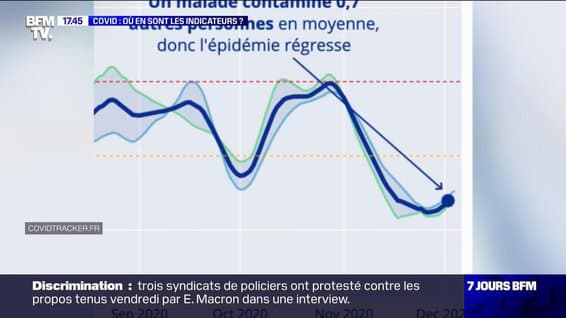 BFM
TV.
17.45 COVID : OÙ EN SONT LES INDICATEURS ?
Un malade contamine 0,7
autres personnes en moyenne,
donc l'épidémie régresse
COVIDTRACKER.FR
Discrimination : trois syndicats de policiers ont protesté contre les
propos tenus vendredi par E. Macron dans une interview.
7 JOURS BFM
Sep 2020 Oct 2020 Nov 2020 Dec 20